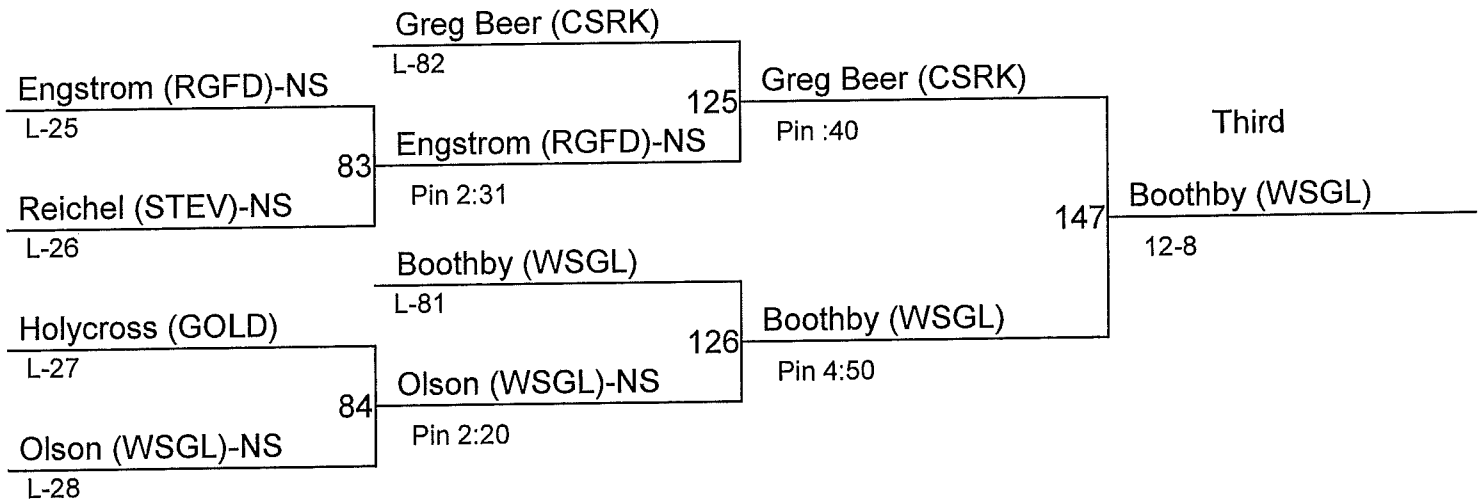 Greg Beer (CSRK)
L-82
Engstrom (RGFD)-NS
L-25
125
Greg Beer (CSRK)
Pin :40
Third
83
Engstrom (RGFD)-NS
Pin 2:31
Reichel (STEV)-NS
L-26
147
Boothby (WSGL)
12-8
Boothby (WSGL)
L-81
Holycross (GOLD)
L-27
126
Boothby (WSGL)
Pin 4:50
84
Olson (WSGL)-NS
Pin 2:20
Olson (WSGL)-NS
L-28